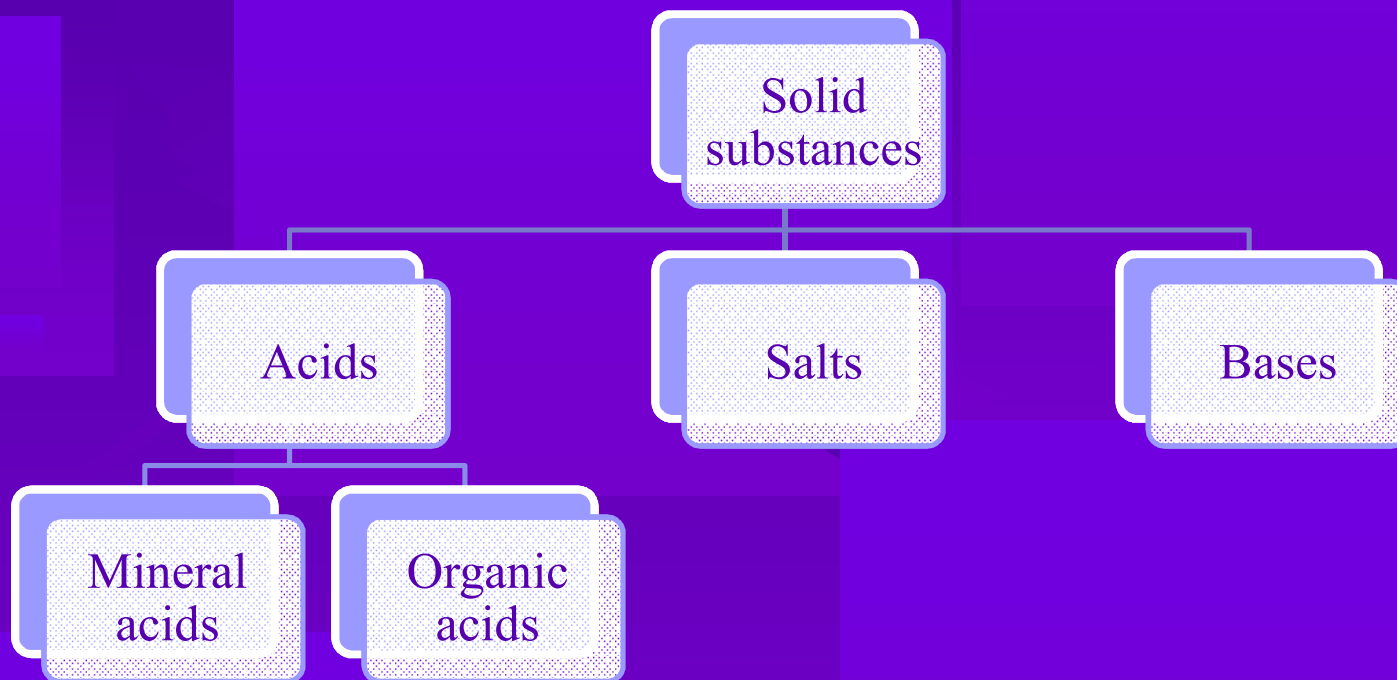 Solid
substances
Acids
Salts
Bases
Mineral
acids
Organic
acids